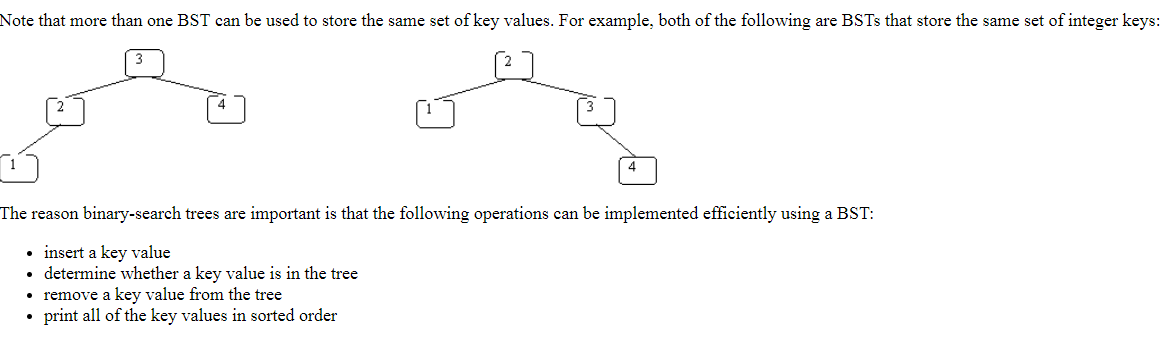 Note that more than one BST can be used to store the same set of key values. For example, both of the following are BSTs that store the same set of integer keys:
3
2
2
4
1
3
1
4
The reason binary-search trees are important is that the following operations can be implemented efficiently using a BST:
• insert a key value
• determine whether a key value is in the tree
• remove a key value from the tree
• print all of the key values in sorted order